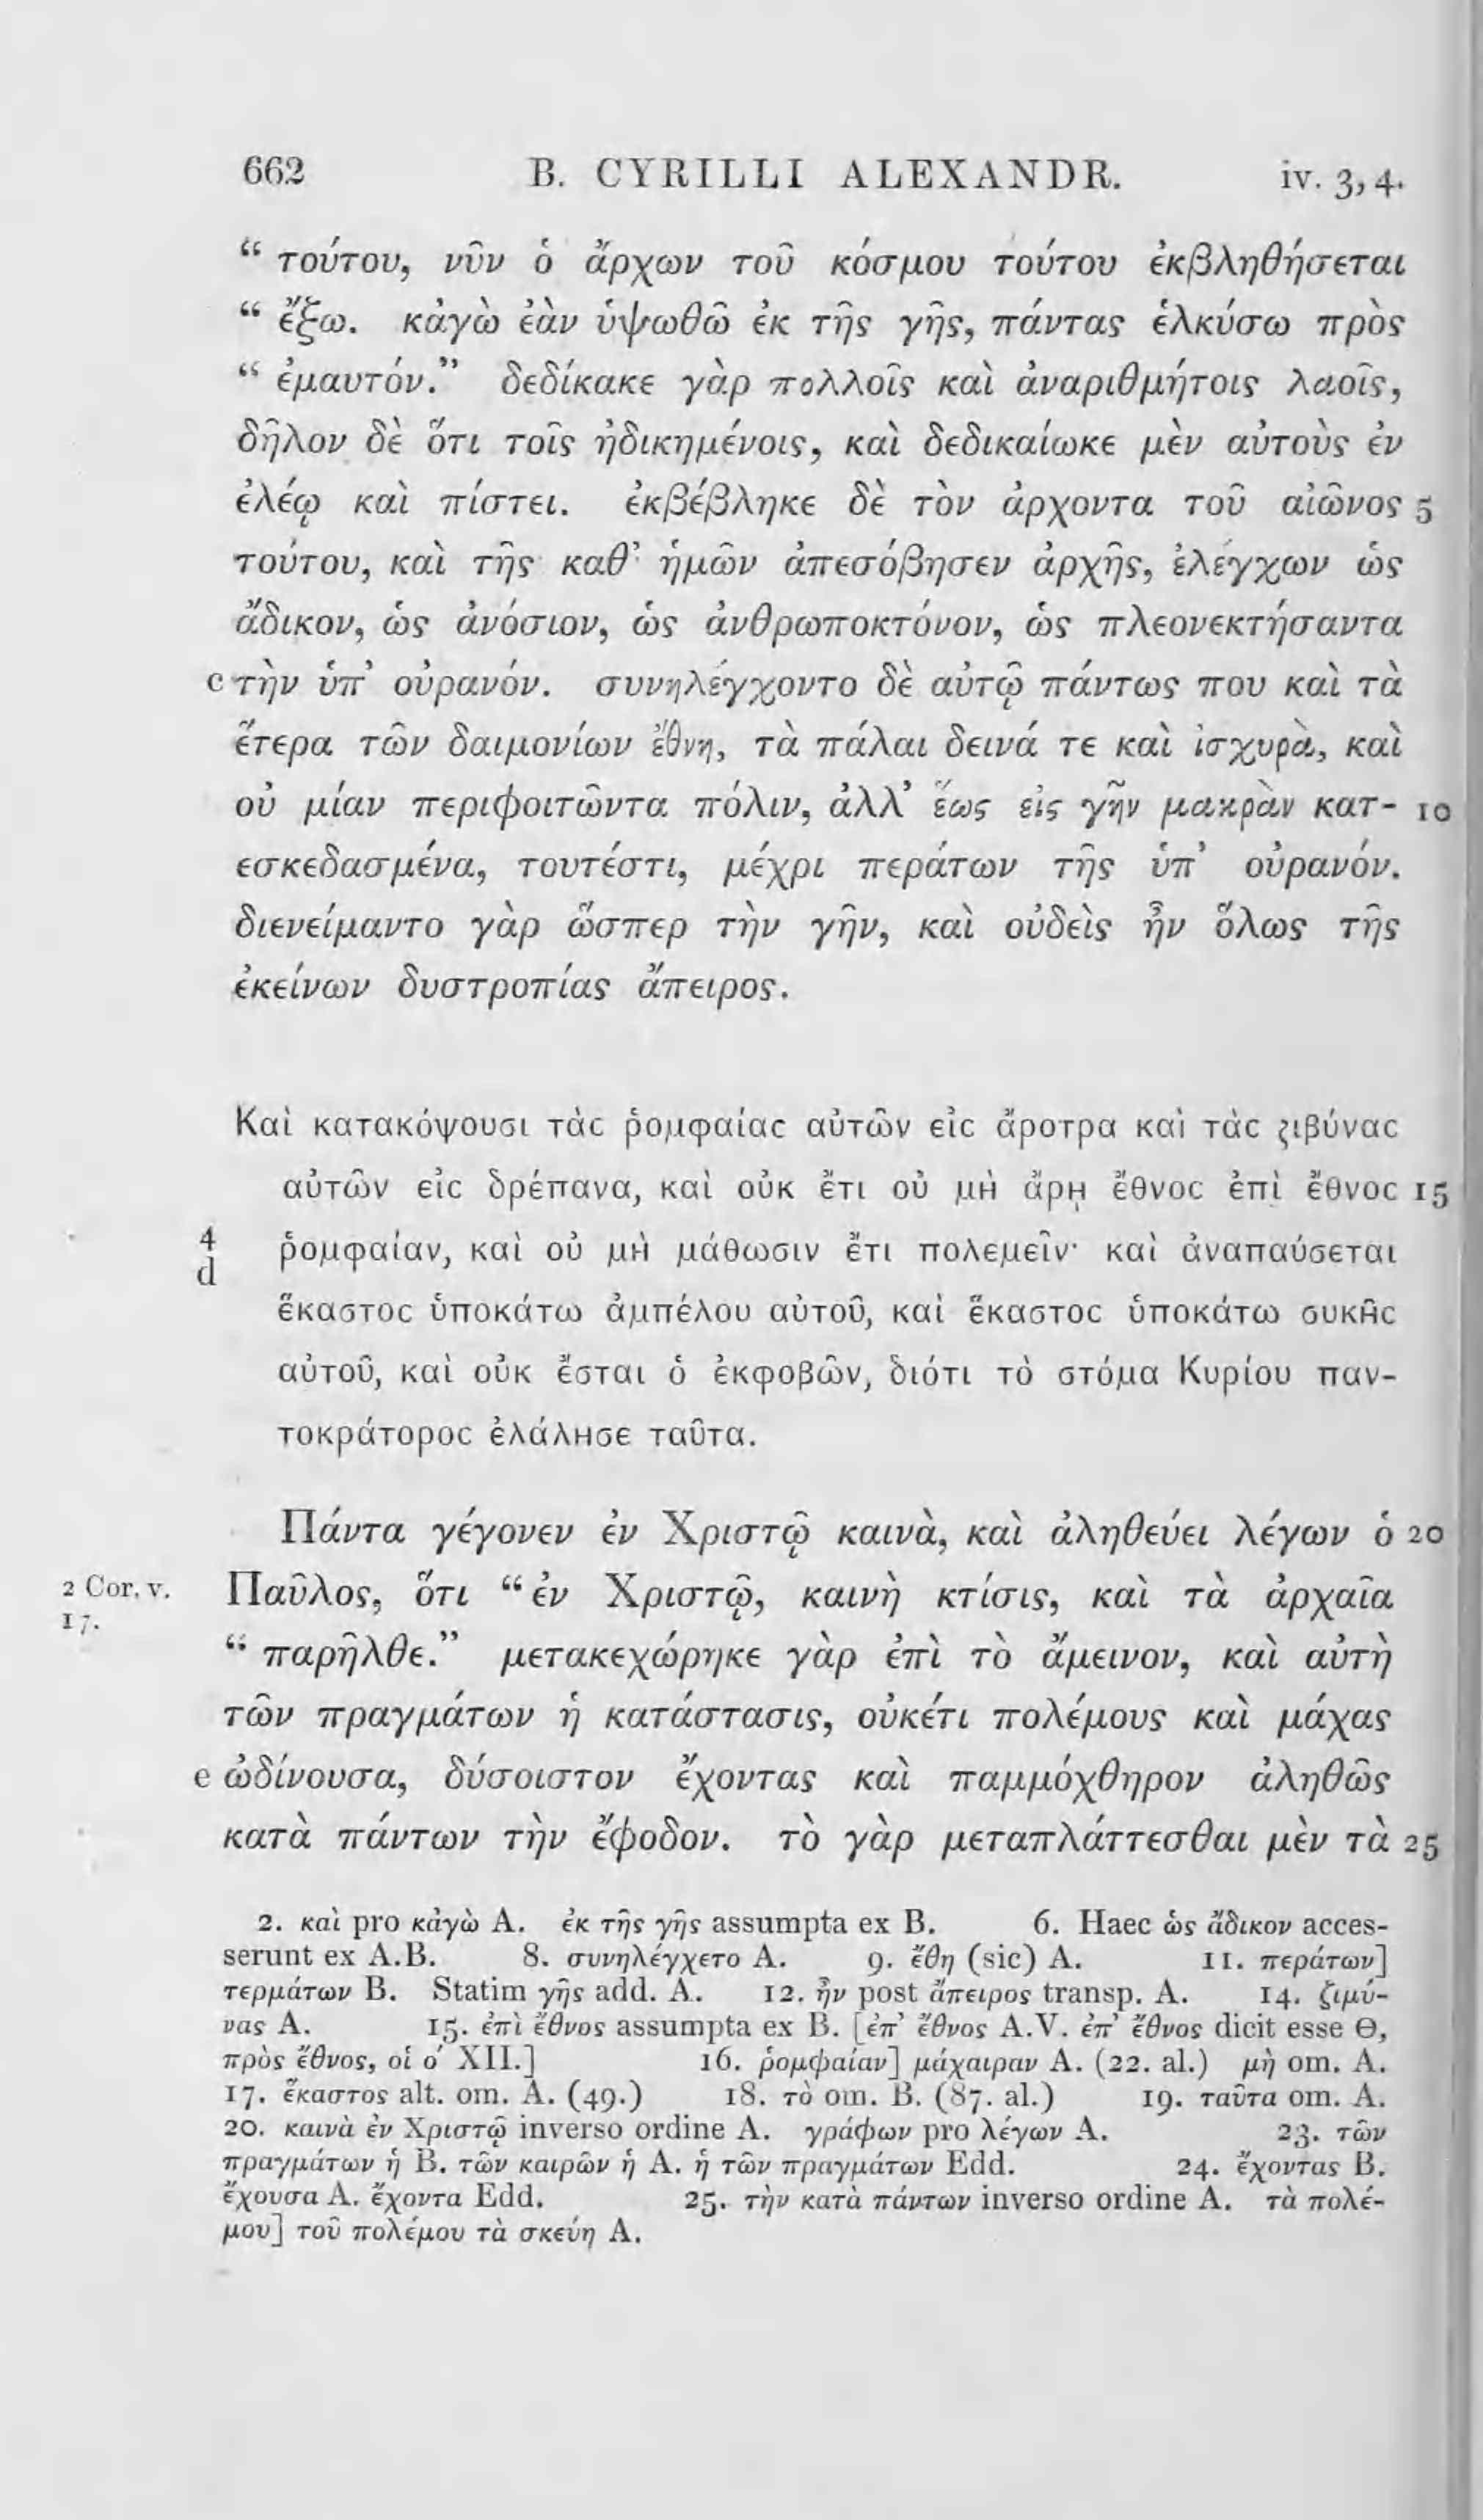 662 B. CYRILLI ALEXANDR. iv. 3, 4.
“ τούτου, νῦν ὁ ἄρχων τοῦ κόσμου τούτου ἐκβληθήσεται
“ ἔξω. κἀγὼ ἐὰν ὑψωθῶ ἐκ τῆς γῆς, πάντας ἑλκύσω πρὸς
“ ἐμαυτόν.” δεδίκακε γὰρ πολλοῖς καὶ ἀναριθμήτοις λαοῖς,
δῆλον δὲ ὅτι τοῖς ἠδικημένοις, καὶ δεδικαίωκε μὲν αὐτοὺς ἐν
ἐλέῳ καὶ πίστει. ἐκβέβληκε δὲ τὸν ἄρχοντα τοῦ αἰῶνος 5
τούτου, καὶ τῆς καθ’ ἡμῶν ἀπεσόβησεν ἀρχῆς, ἐλέγχων ὡς
ἄδικον, ὡς ἀνόσιον, ὡς ἀνθρωποκτόνον, ὡς πλεονεκτήσαντα
c τὴν ὑπ’ οὐρανόν. συνηλέγχοντο δὲ αὐτῷ πάντως που καὶ τὰ
ἕτερα τῶν δαιμονίων ἔθνη, τὰ πάλαι δεινά τε καὶ ἰσχυρὰ, καὶ
οὐ μίαν περιφοιτῶντα πόλιν, ἀλλ’ ἕως εἰς γῆν μακρὰν κατ- 10
εσκεδασμένα, τουτέστι, μέχρι περάτων τῆς ὑπ’ οὐρανόν.
διενείμαντο γὰρ ὥσπερ τὴν γῆν, καὶ οὐδεὶς ἦν ὅλως τῆς
ἐκείνων δυστροπίας ἄπειρος.
Καὶ κατακόψουσι τὰς ῥομφαίας αὐτῶν εἰς ἄροτρα καὶ τὰς ζιβύνας
αὐτῶν εἰς δρέπανα, καὶ οὐκ ἔτι οὐ μὴ ἄρῃ ἔθνος ἐπὶ ἔθνος 15
4 d ῥομφαίαν, καὶ οὐ μὴ μάθωσιν ἔτι πολεμεῖν· καὶ ἀναπαύσεται
ἕκαστος ὑποκάτω ἀμπέλου αὐτοῦ, καὶ ἕκαστος ὑποκάτω συκῆς
αὐτοῦ, καὶ οὐκ ἔσται ὁ ἐκφοβῶν, διότι τὸ στόμα Κυρίου παν-
τοκράτορος ἐλάλησε ταῦτα.
Πάντα γέγονεν ἐν Χριστῷ καινὰ, καὶ ἀληθεύει λέγων ὁ 20
2 Cor. v. Παῦλος, ὅτι “ ἐν Χριστῷ, καινὴ κτίσις, καὶ τὰ ἀρχαῖα
17. “ παρῆλθε.” μετακεχώρηκε γὰρ ἐπὶ τὸ ἄμεινον, καὶ αὐτὴ
τῶν πραγμάτων ἡ κατάστασις, οὐκέτι πολέμους καὶ μάχας
e ὠδίνουσα, δύσοιστον ἔχοντας καὶ παμμόχθηρον ἀληθῶς
κατὰ πάντων τὴν ἔφοδον. τὸ γὰρ μεταπλάττεσθαι μὲν τὰ 25
2. καὶ pro κἀγὼ A. ἐκ τῆς γῆς assumpta ex B. 6. Haec ὡς ἄδικον acces-
serunt ex A.B. 8. συνηλέγχετο A. 9. ἔθη (sic) A. 11. περάτων]
τερμάτων B. Statim γῆς add. A. 12. ἦν post ἄπειρος transp. A. 14. ζιμύ-
νας A. 15. ἐπὶ ἔθνος assumpta ex B. [ἐπ’ ἔθνος A.V. ἐπ’ ἔθνος dicit esse Θ,
πρὸς ἔθνος, οἱ ο΄ XII.] 16. ῥομφαίαν] μάχαιραν A. (22. al.) μὴ om. A.
17. ἕκαστος alt. om. A. (49.) 18. τὸ om. B. (87. al.) 19. ταῦτα om. A.
20. καινὰ ἐν Χριστῷ inverso ordine A. γράφων pro λέγων A. 23. τῶν
πραγμάτων ἡ B. τῶν καιρῶν ἡ A. ἡ τῶν πραγμάτων Edd. 24. ἔχοντας B.
ἔχουσα A. ἔχοντα Edd. 25. τὴν κατὰ πάντων inverso ordine A. τὰ πολέ-
μου] τοῦ πολέμου τὰ σκεύη A.